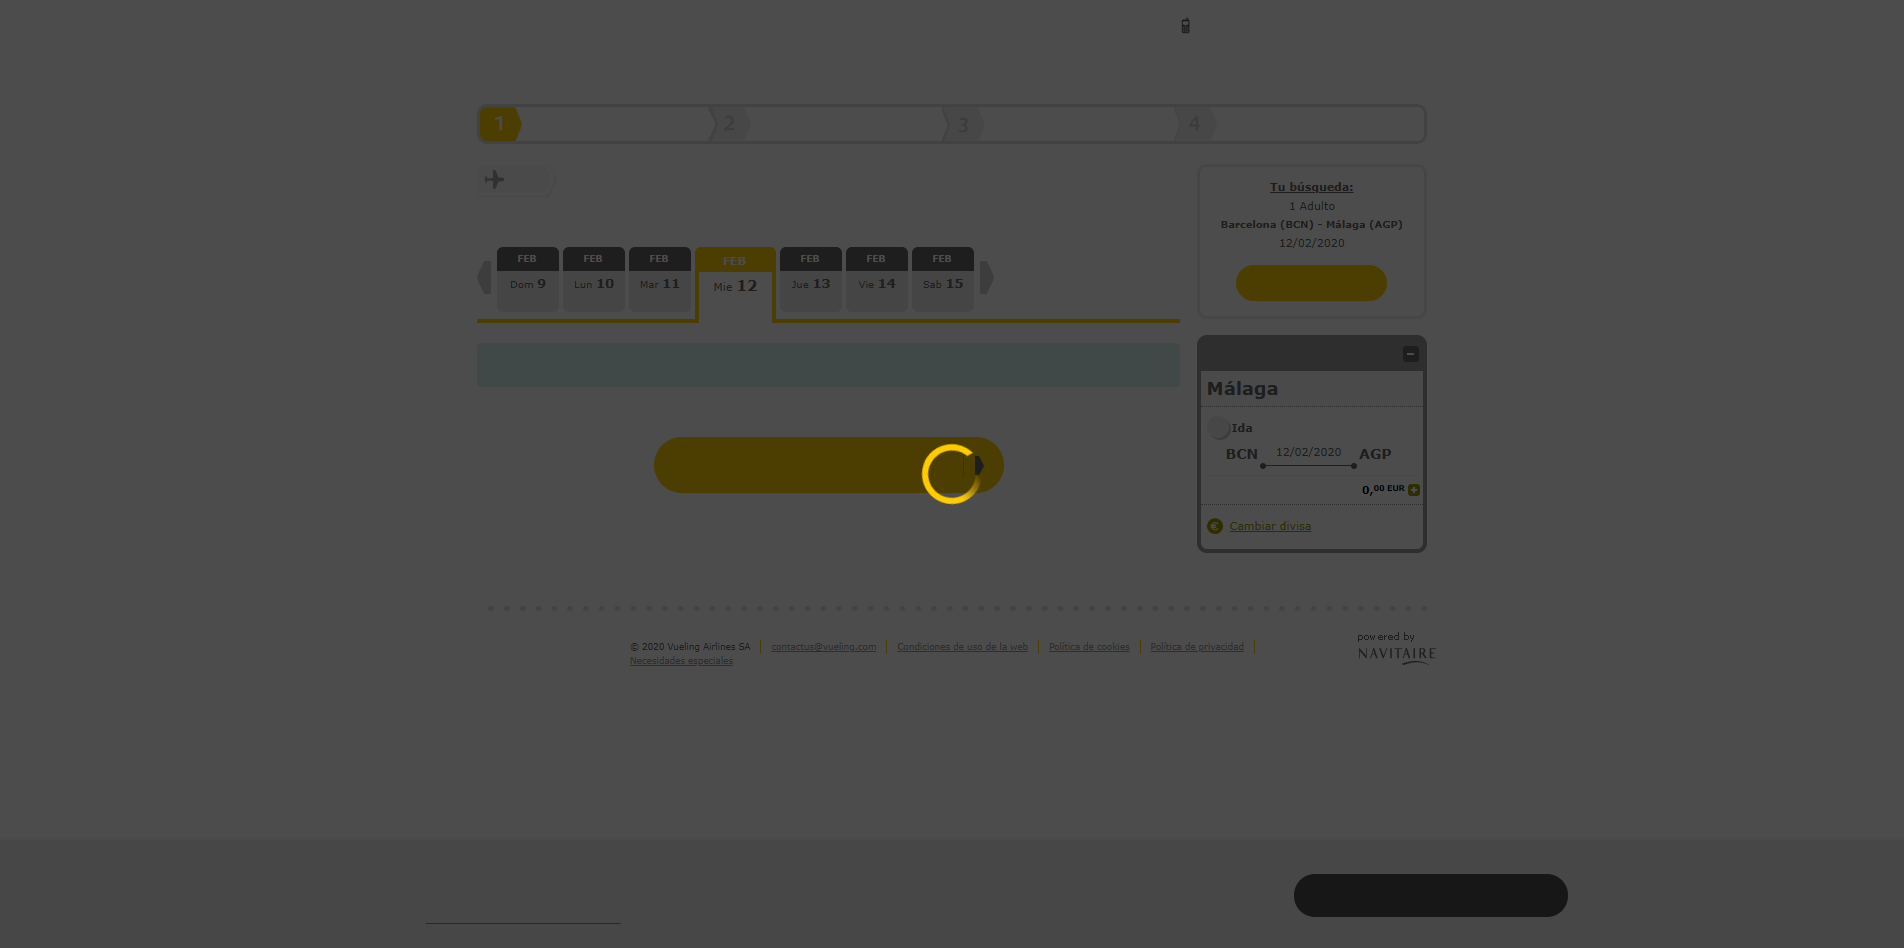 1
2
3
4
Tu búsqueda:
1 Adulto
Barcelona (BCN) - Málaga (AGP)
12/02/2020
FEB FEB FEB FEB FEB FEB FEB
Dom 9 Lun 10 Mar 11 Mie 12 Jue 13 Vie 14 Sab 15
Málaga
Ida
BCN 12/02/2020 AGP
0,00 EUR
€ Cambiar divisa
© 2020 Vueling Airlines SA contactus@vueling.com Condiciones de uso de la web Política de cookies Política de privacidad
Necesidades especiales
powered by
NAVITAIRE